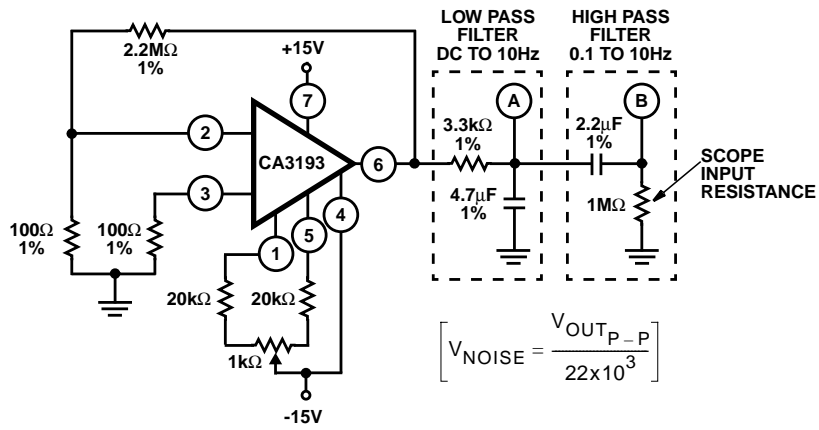 LOW PASS
FILTER
DC TO 10Hz
HIGH PASS
FILTER
0.1 TO 10Hz
2.2MΩ
1%
+15V
7
A
B
3.3kΩ
1%
2.2μF
1%
2
CA3193
6
SCOPE
INPUT
RESISTANCE
3
4
4.7μF
1%
1MΩ
100Ω
1%
100Ω
1%
1
5
20kΩ
20kΩ
1kΩ
-15V
[V_NOISE = V_OUT_P–P / 22x10^3]